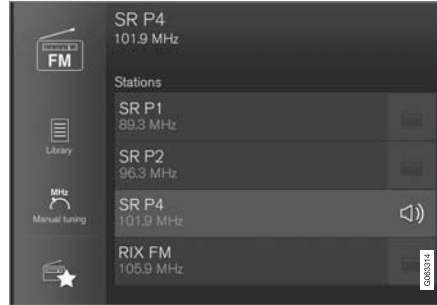 SR P4
101.9 MHz
FM
Stations
SR P1
89.3 MHz
Library
SR P2
96.3 MHz
MHz
Manual tuning
SR P4
101.9 MHz
RIX FM
105.9 MHz
G063314